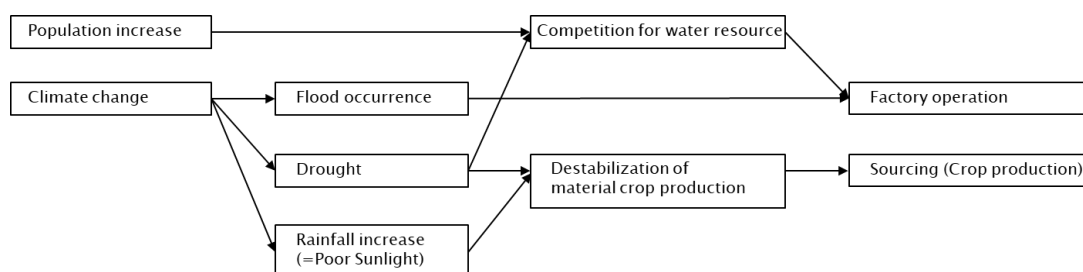 Population increase
Competition for water resource
Climate change
Flood occurrence
Factory operation
Drought
Destabilization of
material crop production
Sourcing (Crop production)
Rainfall increase
(=Poor Sunlight)